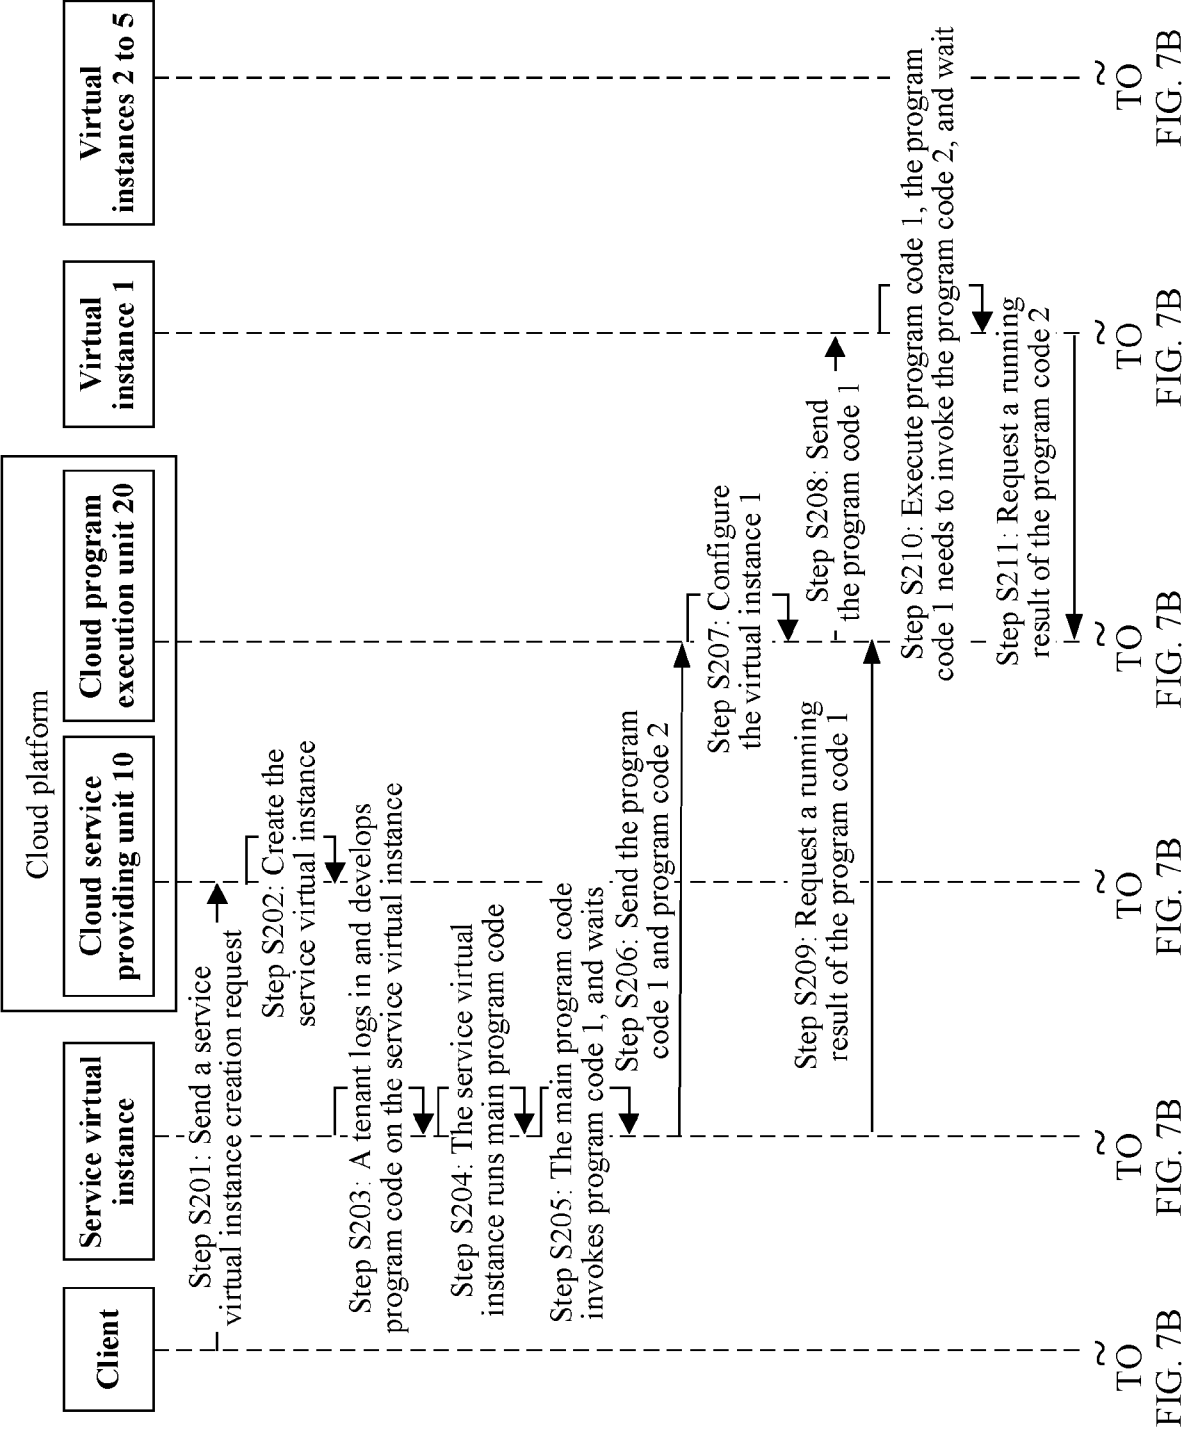 Cloud platform
Client
Service virtual
instance
Cloud service
providing unit 10
Cloud program
execution unit 20
Virtual
instance 1
Virtual
instances 2 to 5
Step S201: Send a service
virtual instance creation request
Step S202: Create the
service virtual instance
Step S203: A tenant logs in and develops
program code on the service virtual instance
Step S204: The service virtual
instance runs main program code
Step S205: The main program code
invokes program code 1, and waits
Step S206: Send the program
code 1 and program code 2
Step S207: Configure
the virtual instance 1
Step S208: Send
the program code 1
Step S209: Request a running
result of the program code 1
Step S210: Execute program code 1, the program
code 1 needs to invoke the program code 2, and wait
Step S211: Request a running
result of the program code 2
TO
FIG. 7B
TO
FIG. 7B
TO
FIG. 7B
TO
FIG. 7B
TO
FIG. 7B
TO
FIG. 7B